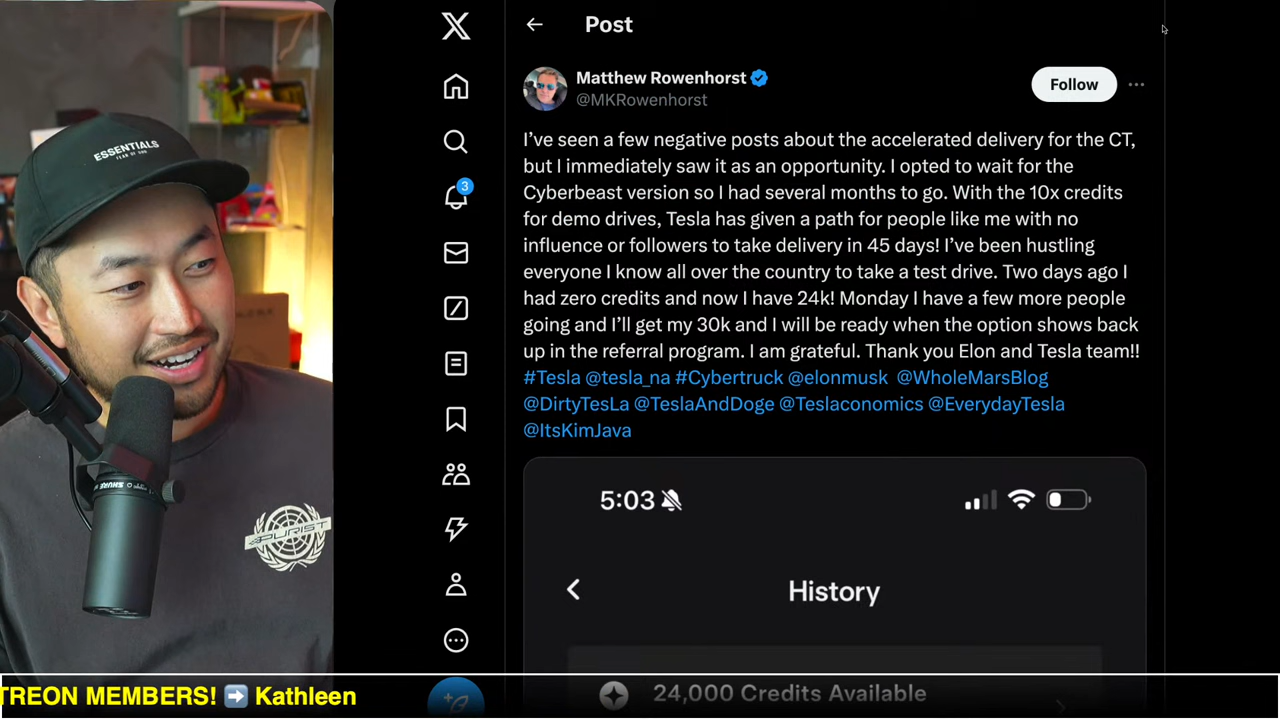 Post
Matthew Rowenhorst
@MKRowenhorst
Follow
I’ve seen a few negative posts about the accelerated delivery for the CT,
but I immediately saw it as an opportunity. I opted to wait for the
Cyberbeast version so I had several months to go. With the 10x credits
for demo drives, Tesla has given a path for people like me with no
influence or followers to take delivery in 45 days! I’ve been hustling
everyone I know all over the country to take a test drive. Two days ago I
had zero credits and now I have 24k! Monday I have a few more people
going and I’ll get my 30k and I will be ready when the option shows back
up in the referral program. I am grateful. Thank you Elon and Tesla team!!
#Tesla @tesla_na #Cybertruck @elonmusk @WholeMarsBlog
@DirtyTesLa @TeslaAndDoge @Teslaconomics @EverydayTesla
@ItsKimJava
5:03
History
24,000 Credits Available
3
ESSENTIALS
FEAR OF GOD
SHURE
PURIST
TREON MEMBERS! ➡️ Kathleen